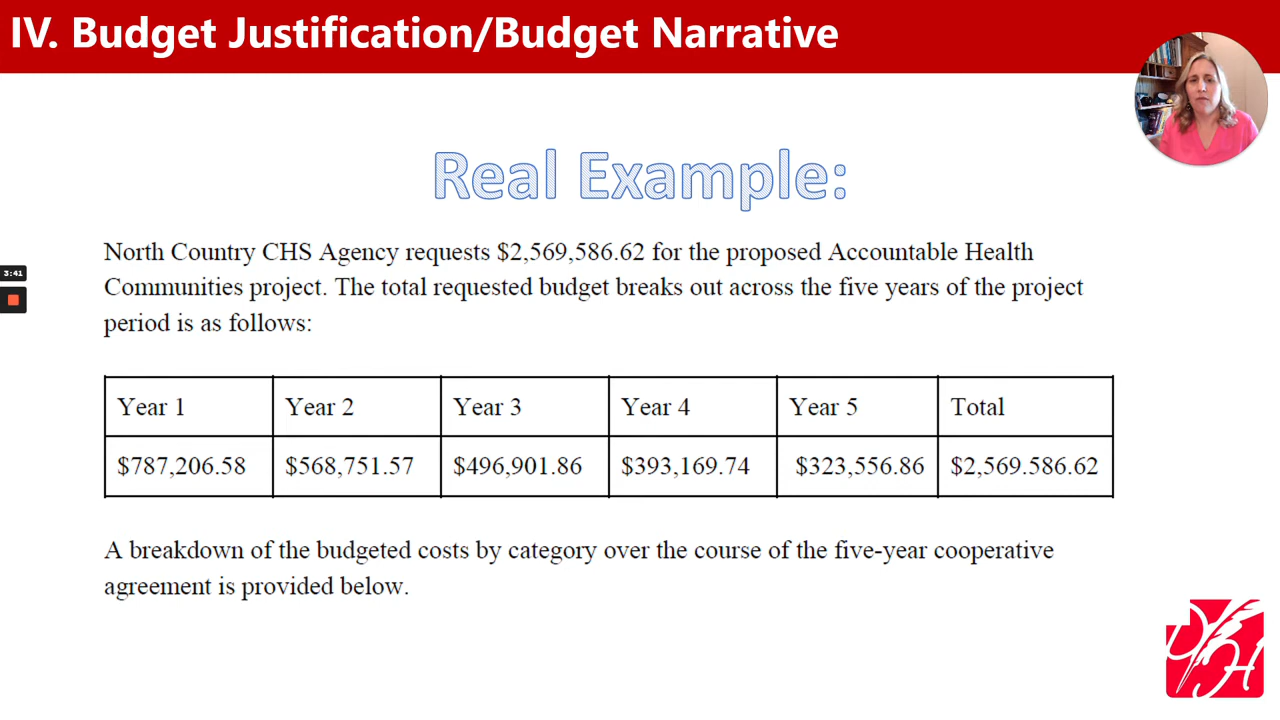 IV. Budget Justification/Budget Narrative
Real Example:
North Country CHS Agency requests $2,569,586.62 for the proposed Accountable Health
Communities project. The total requested budget breaks out across the five years of the project
period is as follows:
3:41
Year 1 Year 2 Year 3 Year 4 Year 5 Total
$787,206.58 $568,751.57 $496,901.86 $393,169.74 $323,556.86 $2,569.586.62
A breakdown of the budgeted costs by category over the course of the five-year cooperative
agreement is provided below.